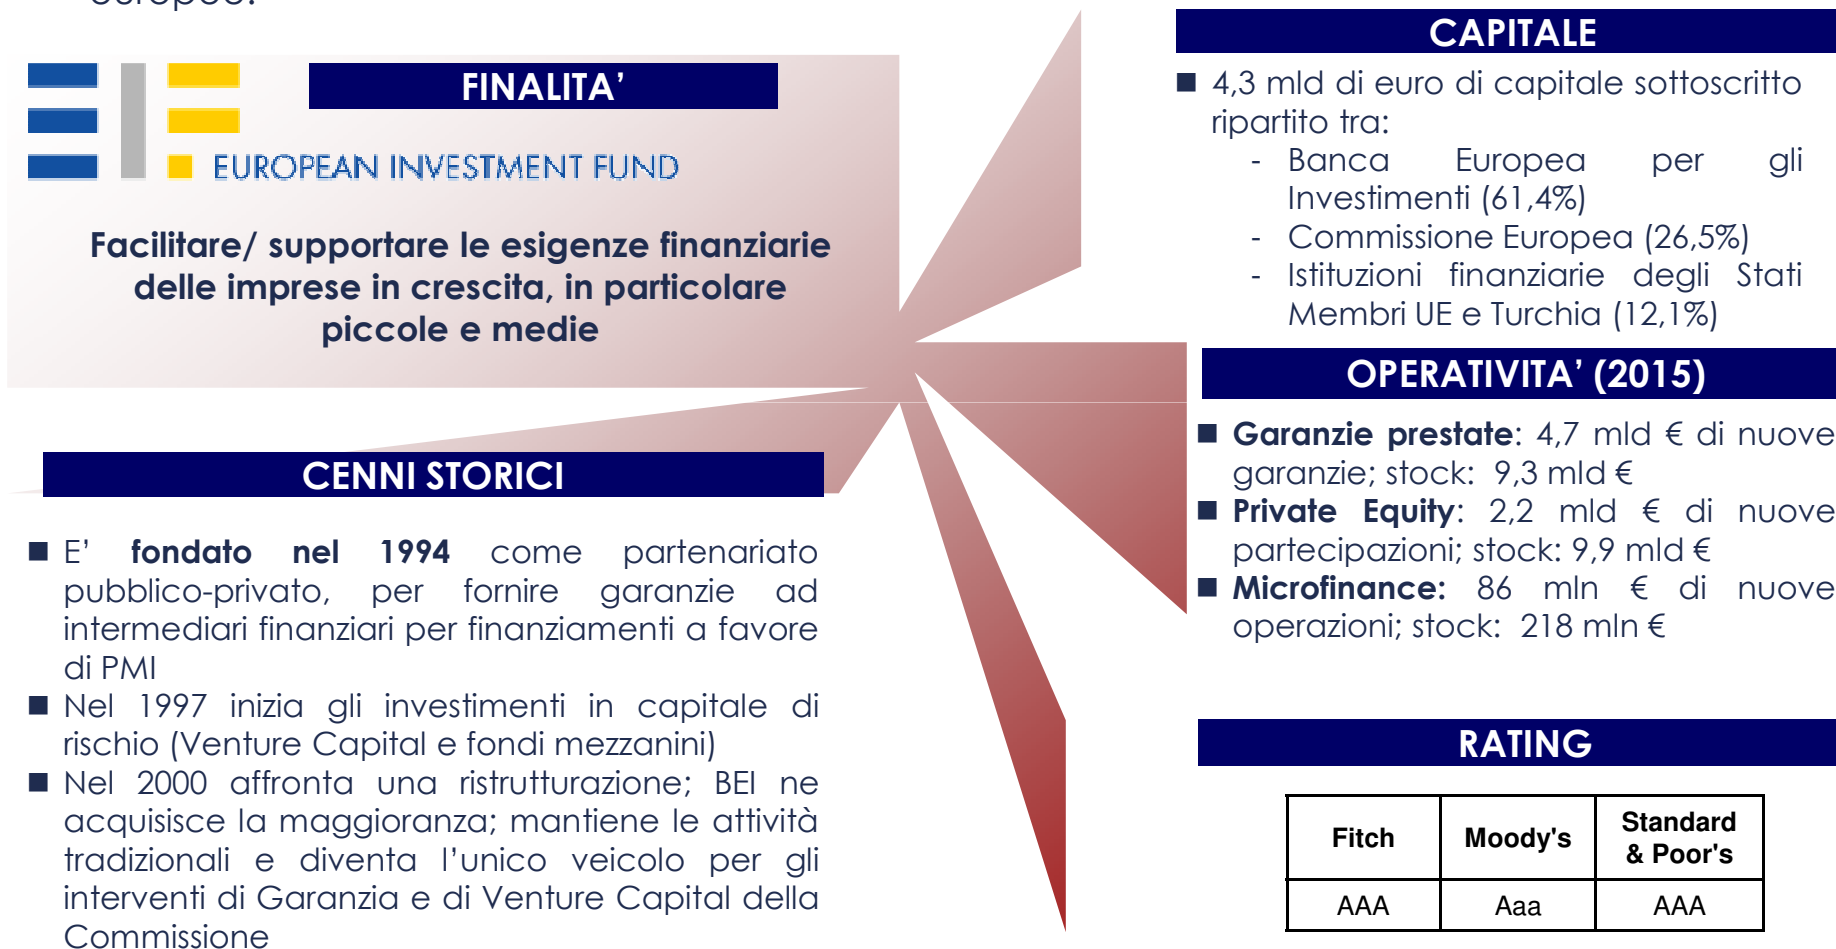 europeo.
FINALITA’
EUROPEAN INVESTMENT FUND
Facilitare/ supportare le esigenze finanziarie
delle imprese in crescita, in particolare
piccole e medie
CENNI STORICI
■ E’ fondato nel 1994 come partenariato
pubblico-privato, per fornire garanzie ad
intermediari finanziari per finanziamenti a favore
di PMI
■ Nel 1997 inizia gli investimenti in capitale di
rischio (Venture Capital e fondi mezzanini)
■ Nel 2000 affronta una ristrutturazione; BEI ne
acquisisce la maggioranza; mantiene le attività
tradizionali e diventa l’unico veicolo per gli
interventi di Garanzia e di Venture Capital della
Commissione
CAPITALE
■ 4,3 mld di euro di capitale sottoscritto
ripartito tra:
- Banca Europea per gli
Investimenti (61,4%)
- Commissione Europea (26,5%)
- Istituzioni finanziarie degli Stati
Membri UE e Turchia (12,1%)
OPERATIVITA’ (2015)
■ Garanzie prestate: 4,7 mld € di nuove
garanzie; stock: 9,3 mld €
■ Private Equity: 2,2 mld € di nuove
partecipazioni; stock: 9,9 mld €
■ Microfinance: 86 mln € di nuove
operazioni; stock: 218 mln €
RATING
Fitch Moody's Standard
& Poor's
AAA Aaa AAA